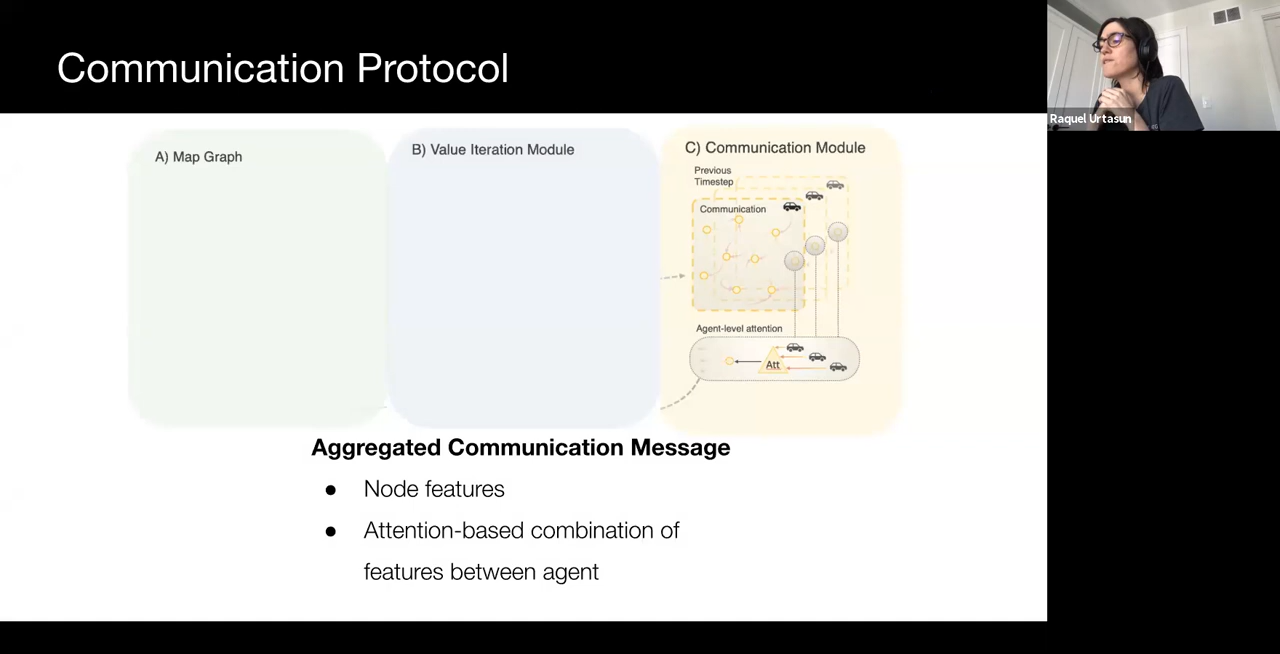 Communication Protocol
Raquel Urtasun
A) Map Graph
B) Value Iteration Module
C) Communication Module
Previous
Timestep
Communication
Agent-level attention
Att
Aggregated Communication Message
● Node features
● Attention-based combination of
features between agent